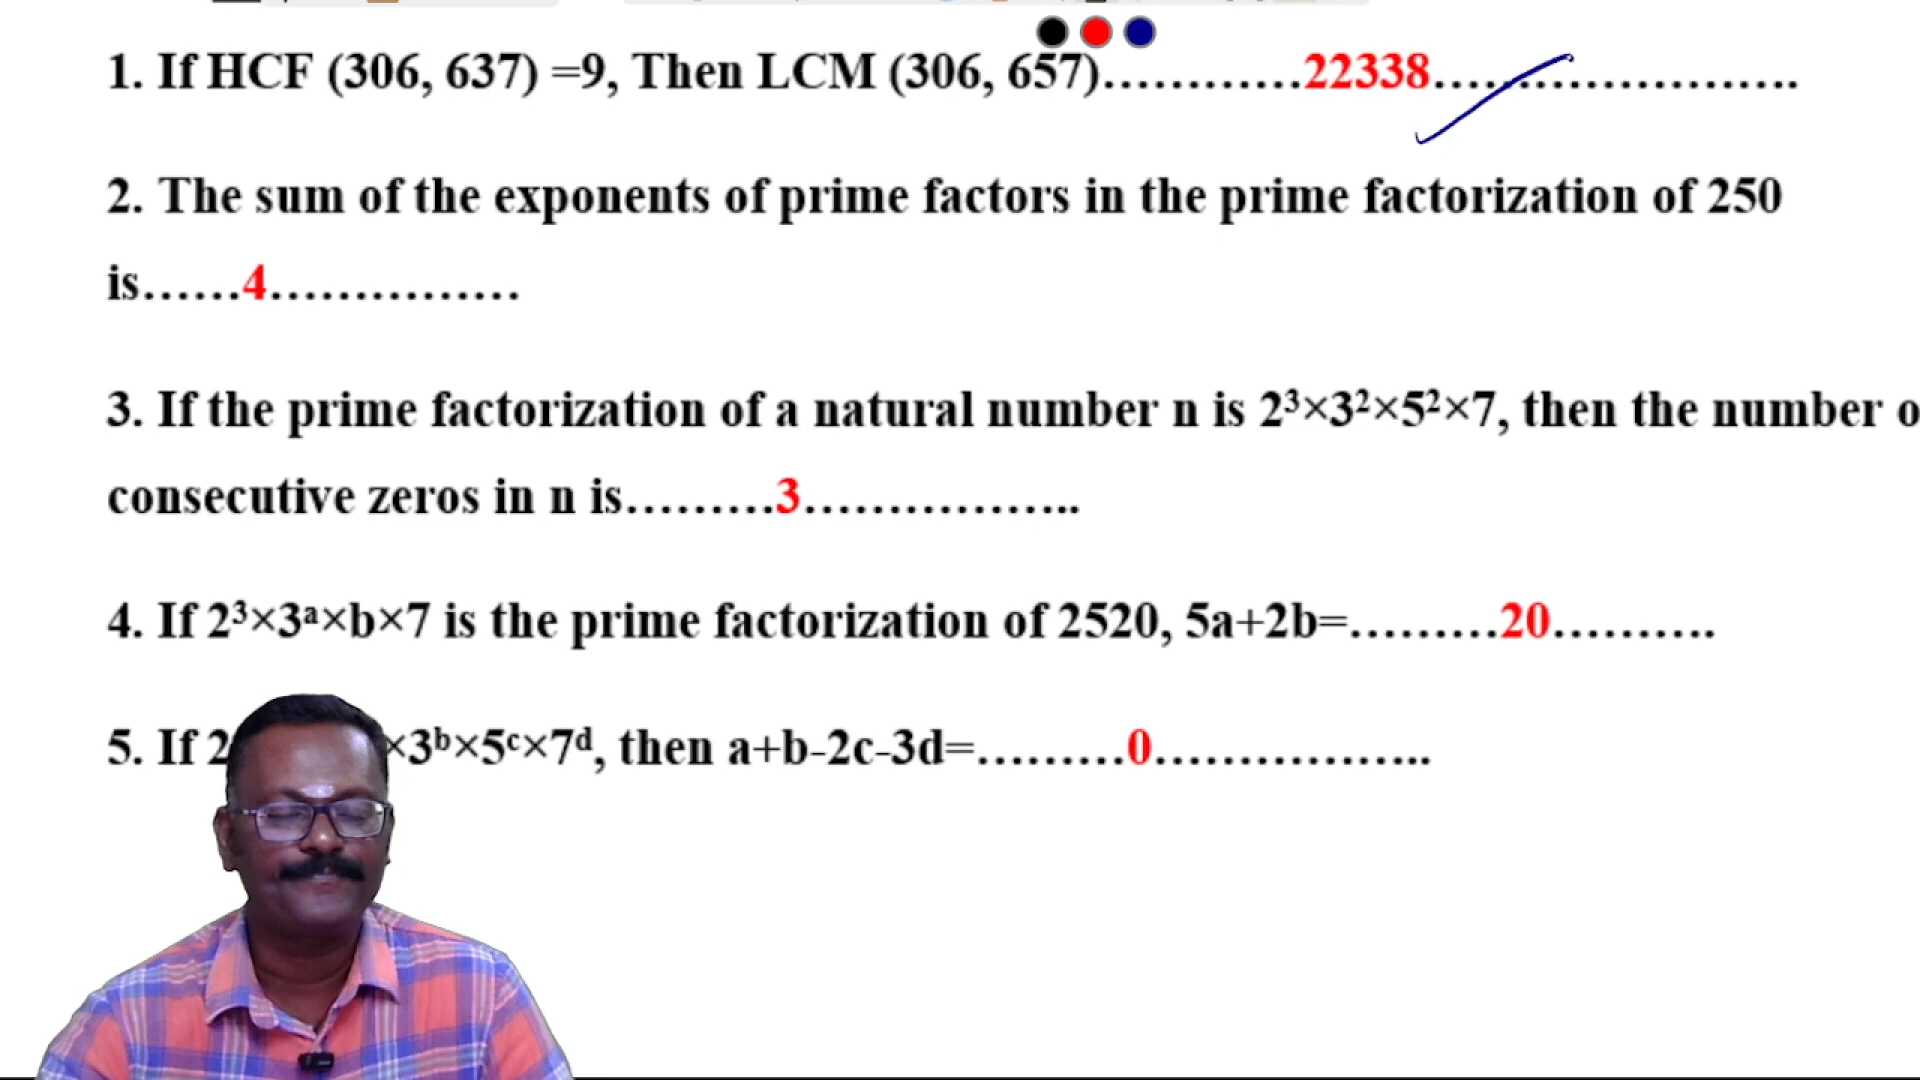 1. If HCF (306, 637) =9, Then LCM (306, 657)............22338......................
2. The sum of the exponents of prime factors in the prime factorization of 250
is......4...............
3. If the prime factorization of a natural number n is 2³×3²×5²×7, then the number o
consecutive zeros in n is.........3.................
4. If 2³×3ᵃ×b×7 is the prime factorization of 2520, 5a+2b=.........20..........
5. If 2 ×3ᵇ×5ᶜ×7ᵈ, then a+b-2c-3d=.........0.................